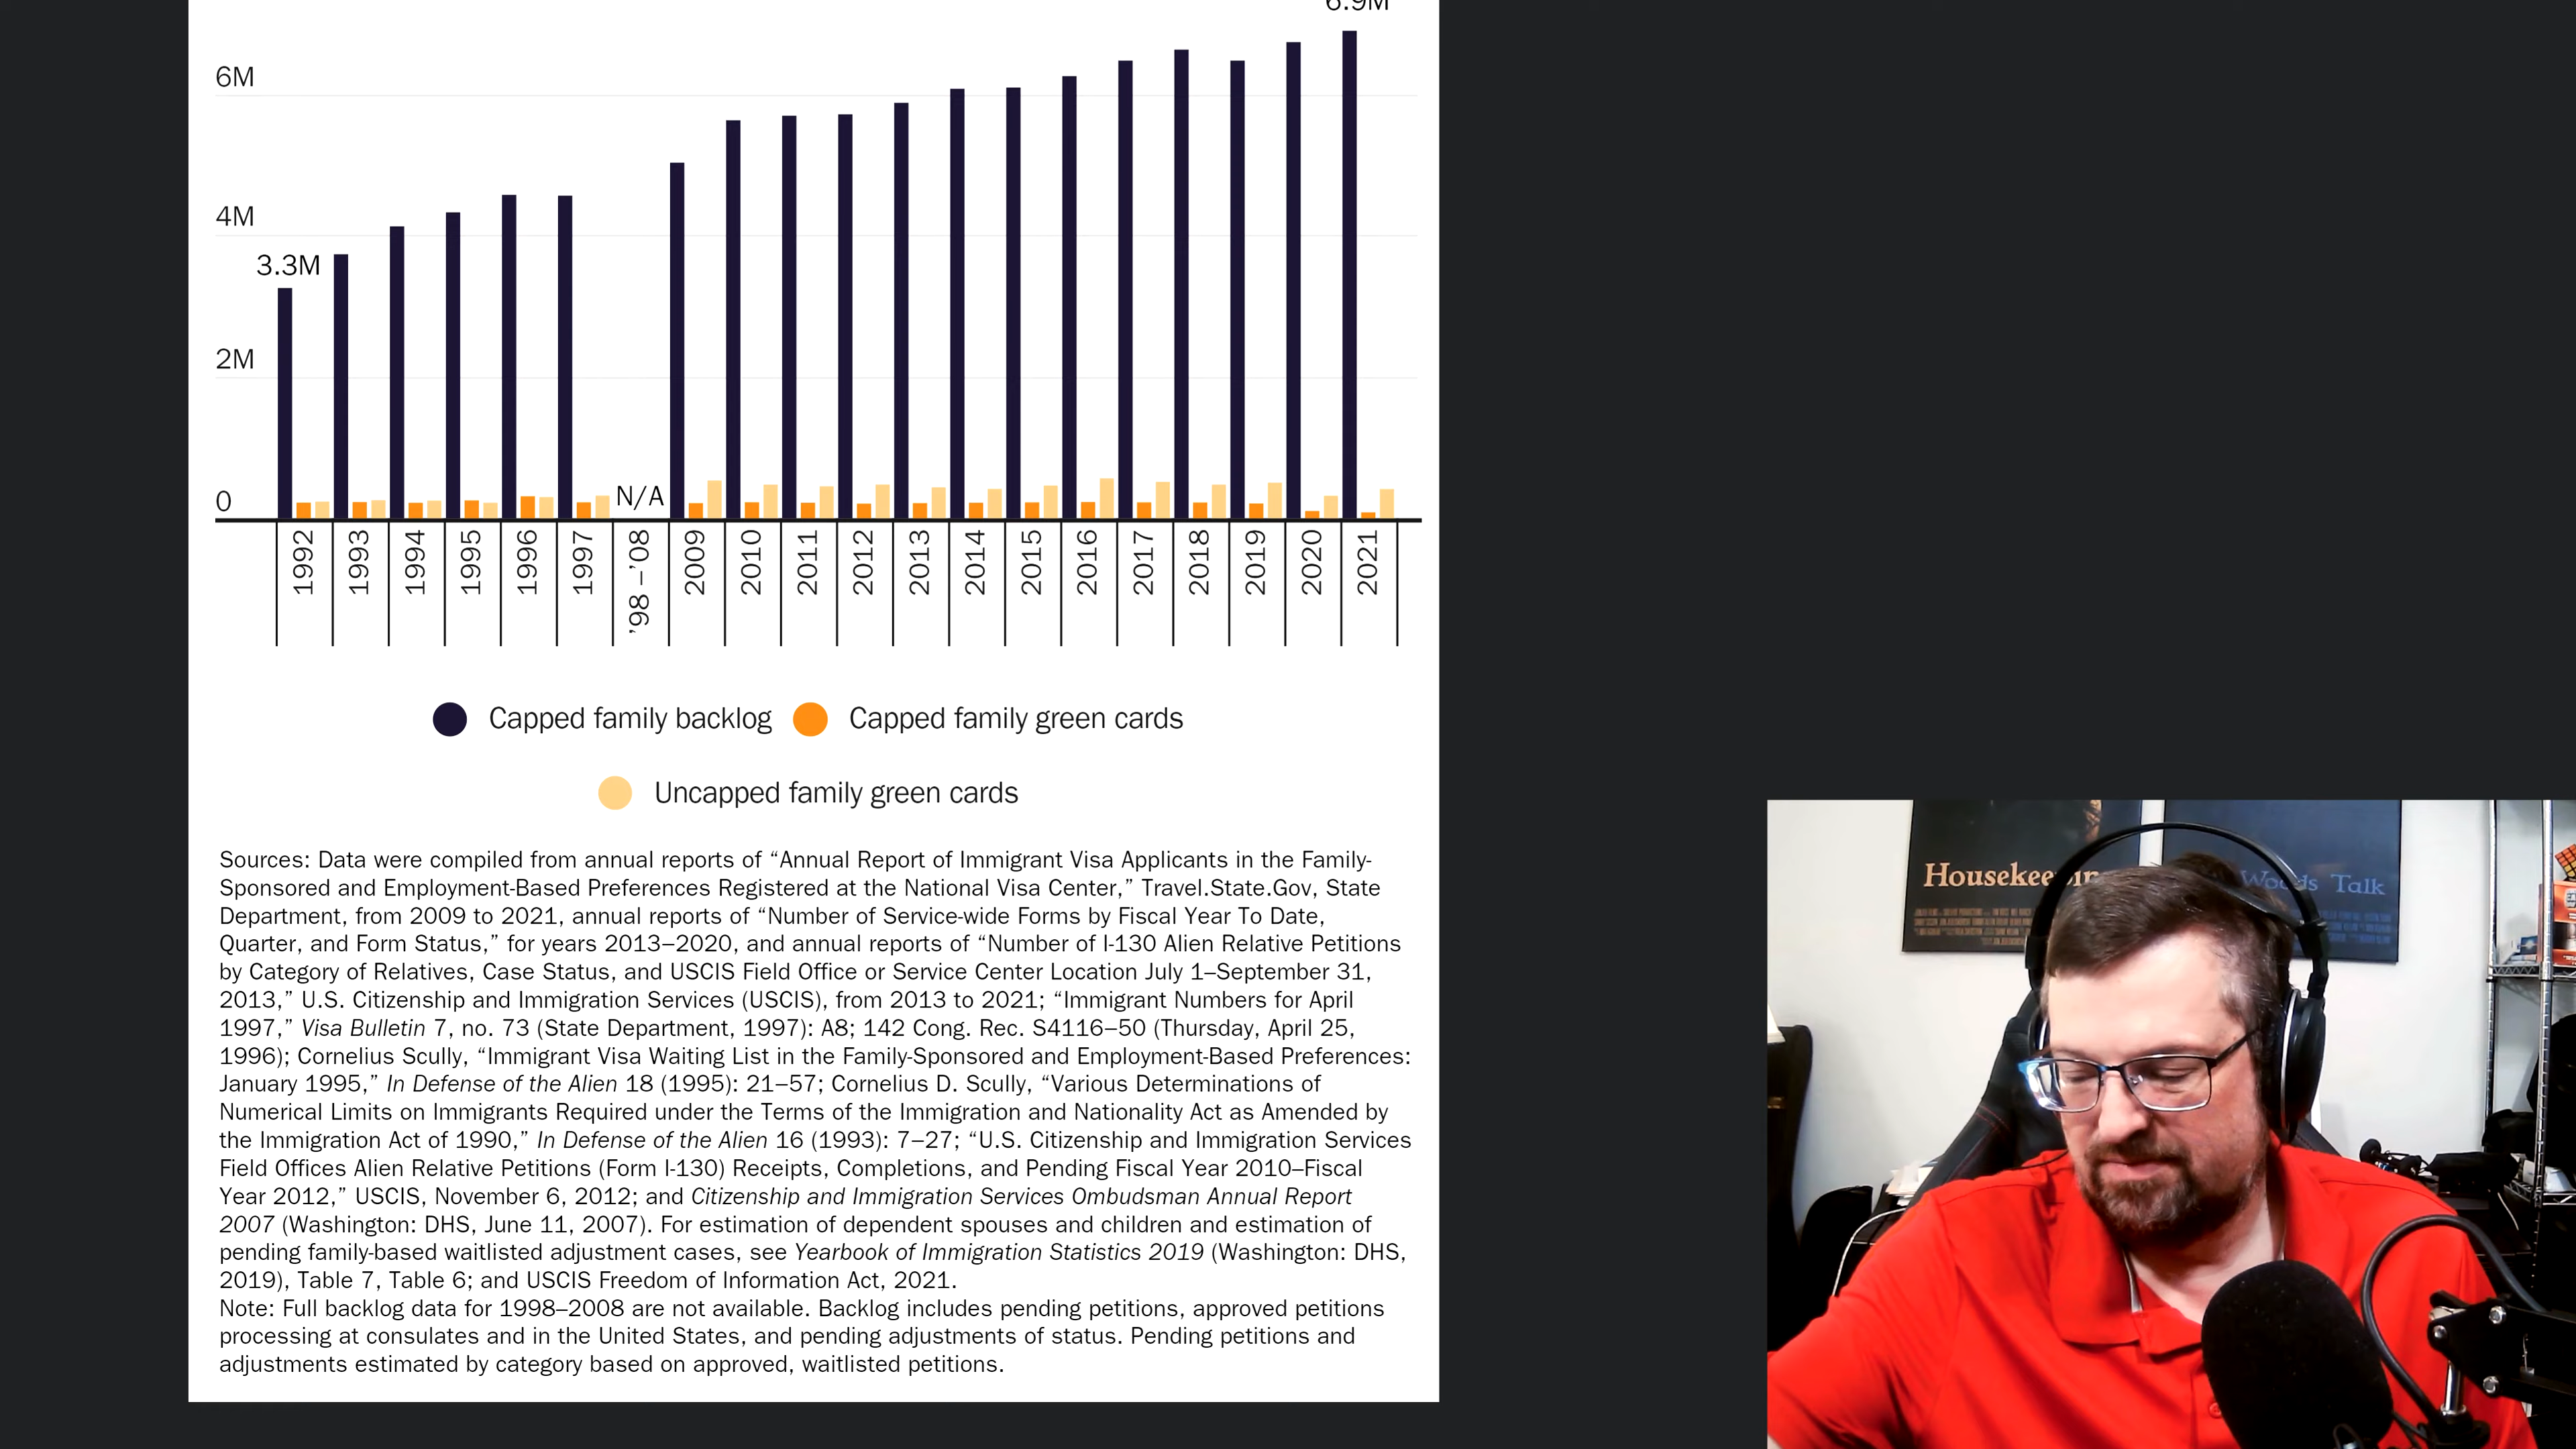 6.9M
6M
4M
3.3M
2M
0
N/A
1992
1993
1994
1995
1996
1997
'98 –'08
2009
2010
2011
2012
2013
2014
2015
2016
2017
2018
2019
2020
2021
Capped family backlog
Capped family green cards
Uncapped family green cards
Sources: Data were compiled from annual reports of “Annual Report of Immigrant Visa Applicants in the Family-
Sponsored and Employment-Based Preferences Registered at the National Visa Center,” Travel.State.Gov, State
Department, from 2009 to 2021, annual reports of “Number of Service-wide Forms by Fiscal Year To Date,
Quarter, and Form Status,” for years 2013–2020, and annual reports of “Number of I-130 Alien Relative Petitions
by Category of Relatives, Case Status, and USCIS Field Office or Service Center Location July 1–September 31,
2013,” U.S. Citizenship and Immigration Services (USCIS), from 2013 to 2021; “Immigrant Numbers for April
1997,” Visa Bulletin 7, no. 73 (State Department, 1997): A8; 142 Cong. Rec. S4116–50 (Thursday, April 25,
1996); Cornelius Scully, “Immigrant Visa Waiting List in the Family-Sponsored and Employment-Based Preferences:
January 1995,” In Defense of the Alien 18 (1995): 21–57; Cornelius D. Scully, “Various Determinations of
Numerical Limits on Immigrants Required under the Terms of the Immigration and Nationality Act as Amended by
the Immigration Act of 1990,” In Defense of the Alien 16 (1993): 7–27; “U.S. Citizenship and Immigration Services
Field Offices Alien Relative Petitions (Form I-130) Receipts, Completions, and Pending Fiscal Year 2010–Fiscal
Year 2012,” USCIS, November 6, 2012; and Citizenship and Immigration Services Ombudsman Annual Report
2007 (Washington: DHS, June 11, 2007). For estimation of dependent spouses and children and estimation of
pending family-based waitlisted adjustment cases, see Yearbook of Immigration Statistics 2019 (Washington: DHS,
2019), Table 7, Table 6; and USCIS Freedom of Information Act, 2021.
Note: Full backlog data for 1998–2008 are not available. Backlog includes pending petitions, approved petitions
processing at consulates and in the United States, and pending adjustments of status. Pending petitions and
adjustments estimated by category based on approved, waitlisted petitions.
Woods Talk